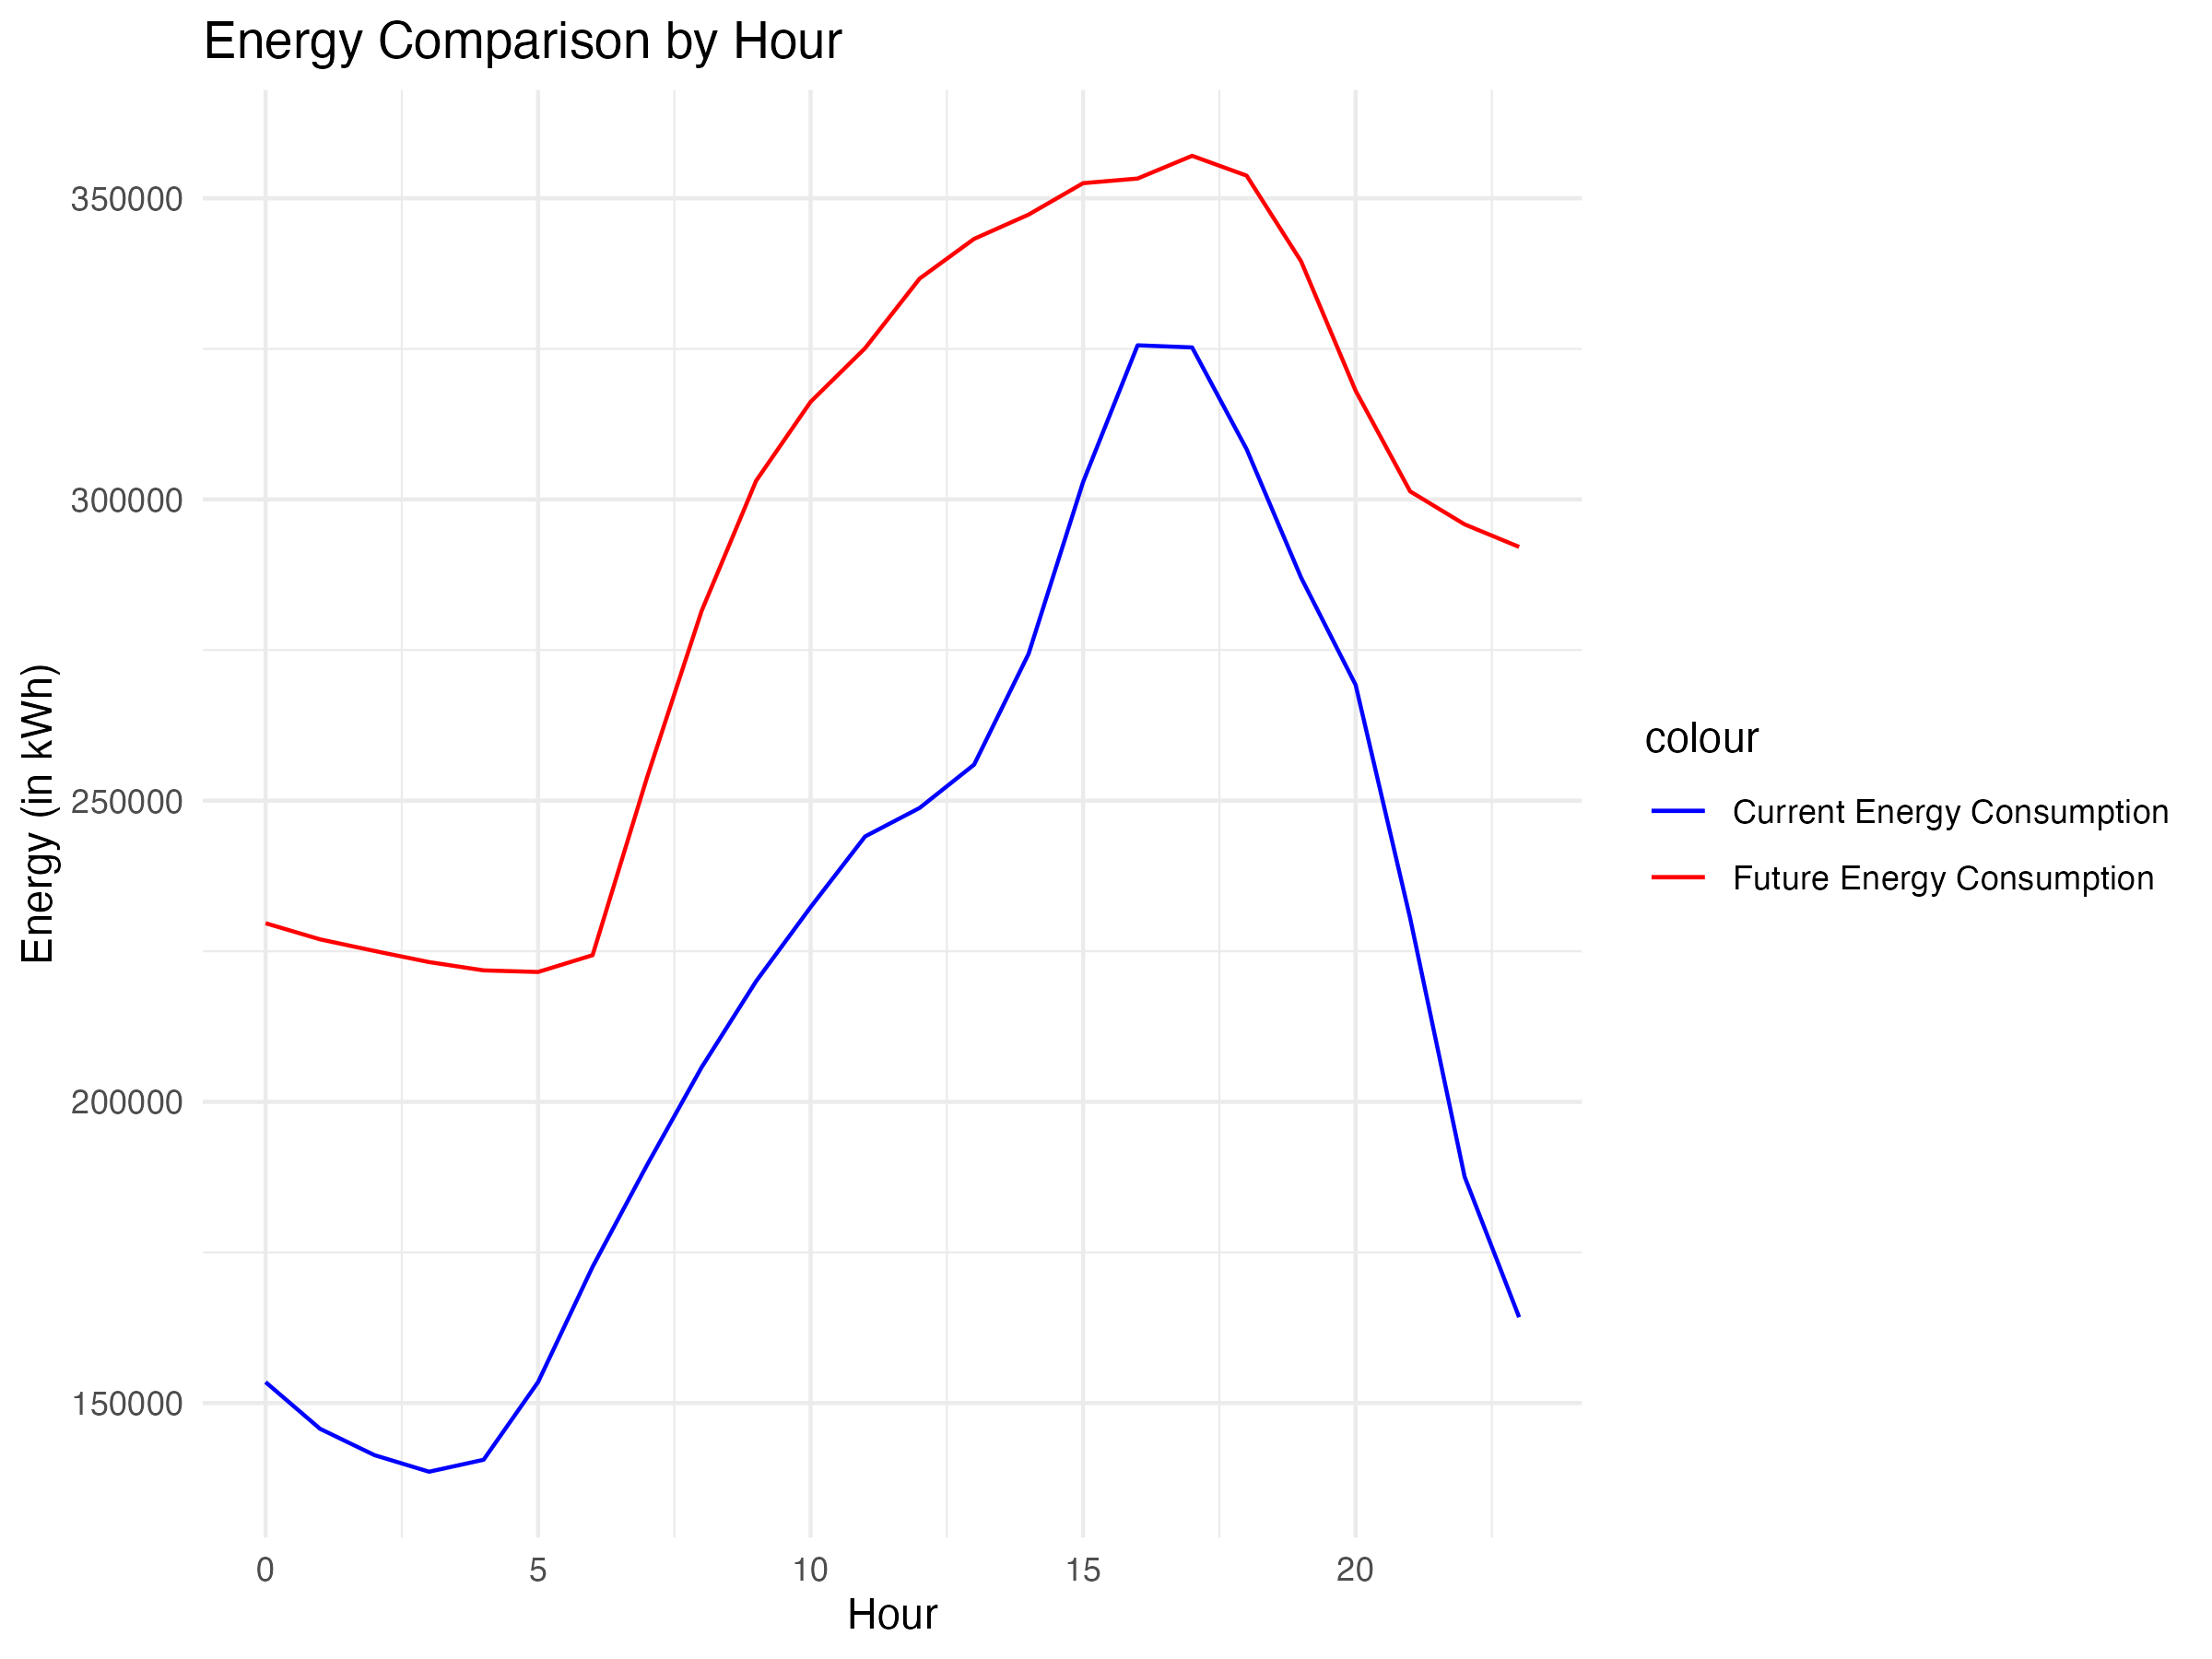 Energy Comparison by Hour
Energy (in kWh)
350000
300000
250000
200000
150000
0 5 10 15 20
Hour
colour
Current Energy Consumption
Future Energy Consumption